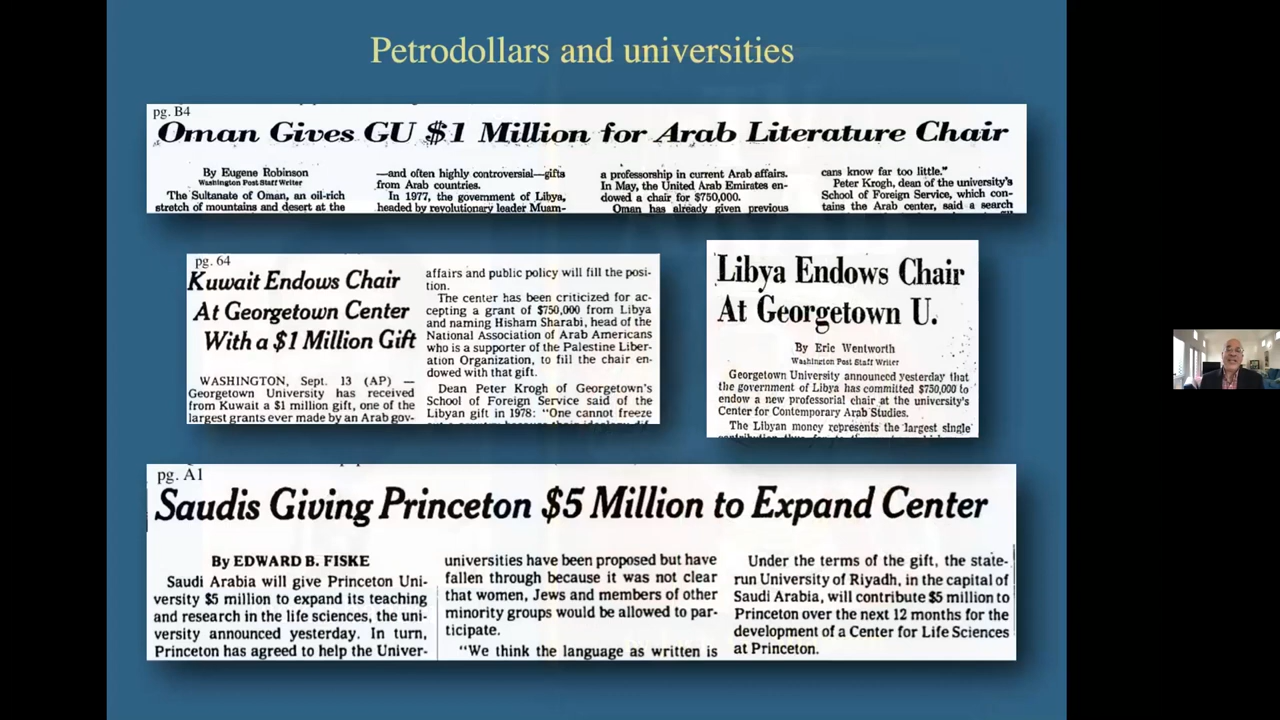 Petrodollars and universities
pg. B4
Oman Gives GU $1 Million for Arab Literature Chair
By Eugene Robinson
Washington Post Staff Writer
The Sultanate of Oman, an oil-rich
stretch of mountains and desert at the
—and often highly controversial—gifts
from Arab countries.
In 1977, the government of Libya,
headed by revolutionary leader Muam-
a professorship in current Arab affairs.
In May, the United Arab Emirates en-
dowed a chair for $750,000.
Oman has already given previous
cans know far too little."
Peter Krogh, dean of the university's
School of Foreign Service, which con-
tains the Arab center, said a search
pg. 64
Kuwait Endows Chair
At Georgetown Center
With a $1 Million Gift
WASHINGTON, Sept. 13 (AP) —
Georgetown University has received
from Kuwait a $1 million gift, one of the
largest grants ever made by an Arab gov-
affairs and public policy will fill the posi-
tion.
The center has been criticized for ac-
cepting a grant of $750,000 from Libya
and naming Hisham Sharabi, head of the
National Association of Arab Americans
who is a supporter of the Palestine Liber-
ation Organization, to fill the chair en-
dowed with that gift.
Dean Peter Krogh of Georgetown's
School of Foreign Service said of the
Libyan gift in 1978: "One cannot freeze
Libya Endows Chair
At Georgetown U.
By Eric Wentworth
Washington Post Staff Writer
Georgetown University announced yesterday that
the government of Libya has committed $750,000 to
endow a new professorial chair at the university's
Center for Contemporary Arab Studies.
The Libyan money represents the largest single
pg. A1
Saudis Giving Princeton $5 Million to Expand Center
By EDWARD B. FISKE
Saudi Arabia will give Princeton Uni-
versity $5 million to expand its teaching
and research in the life sciences, the uni-
versity announced yesterday. In turn,
Princeton has agreed to help the Univer-
universities have been proposed but have
fallen through because it was not clear
that women, Jews and members of other
minority groups would be allowed to par-
ticipate.
"We think the language as written is
Under the terms of the gift, the state-
run University of Riyadh, in the capital of
Saudi Arabia, will contribute $5 million to
Princeton over the next 12 months for the
development of a Center for Life Sciences
at Princeton.